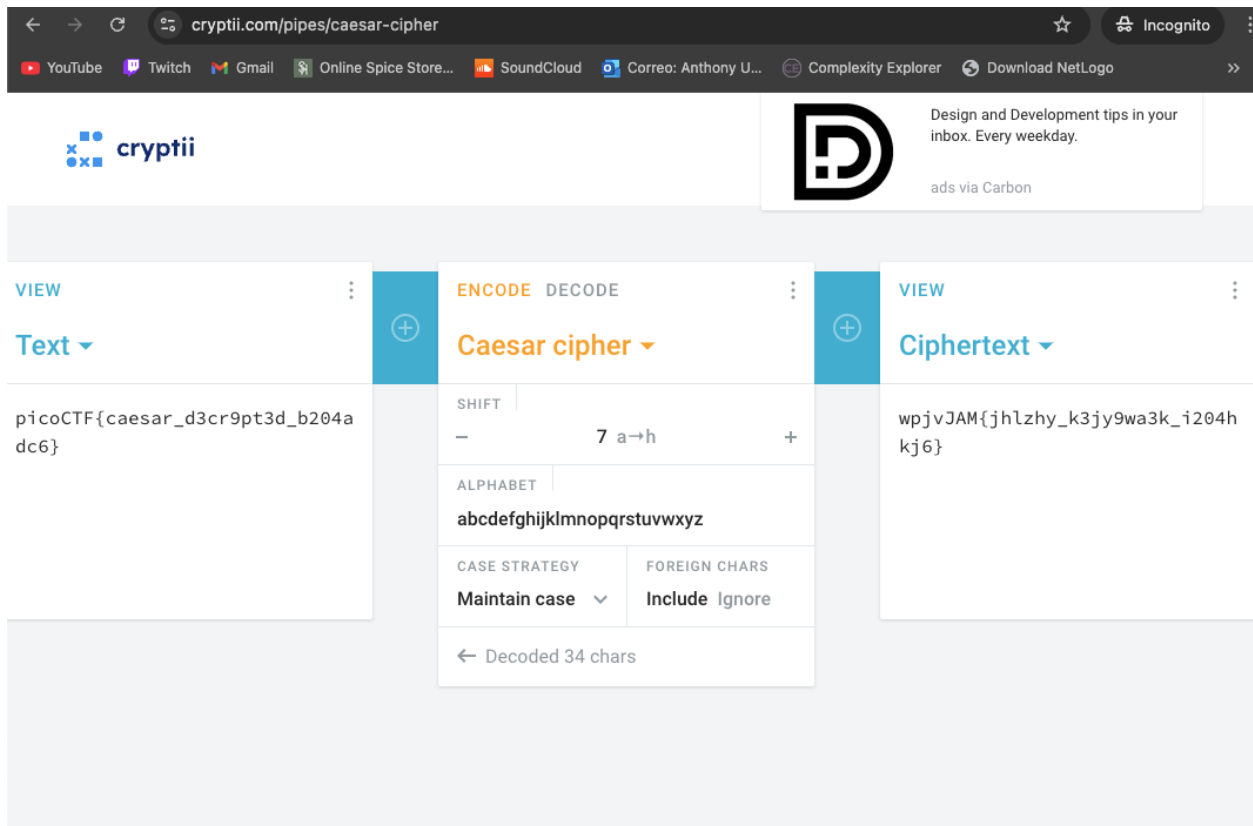 cryptii.com/pipes/caesar-cipher
Incognito
YouTube Twitch Gmail Online Spice Store... SoundCloud Correo: Anthony U... Complexity Explorer Download NetLogo »
cryptii
Design and Development tips in your
inbox. Every weekday.
ads via Carbon
VIEW
Text
picoCTF{caesar_d3cr9pt3d_b204a
dc6}
ENCODE DECODE
Caesar cipher
SHIFT
− 7 a→h +
ALPHABET
abcdefghijklmnopqrstuvwxyz
CASE STRATEGY
Maintain case
FOREIGN CHARS
Include Ignore
← Decoded 34 chars
VIEW
Ciphertext
wpjvJAM{jhlzhy_k3jy9wa3k_i204h
kj6}